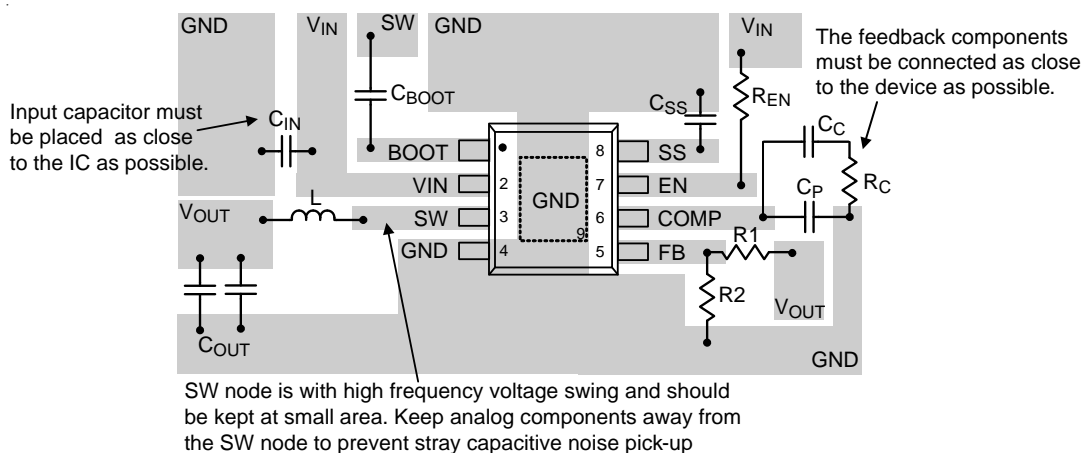 GND
VIN
SW
GND
VIN
The feedback components
must be connected as close
to the device as possible.
CBOOT
CSS
REN
Input capacitor must
be placed as close
to the IC as possible.
CIN
CC
RC
CP
BOOT
8
SS
VIN
2
GND
7
EN
VOUT
L
SW
3
6
COMP
GND
4
9
5
FB
R1
R2
VOUT
COUT
GND
SW node is with high frequency voltage swing and should
be kept at small area. Keep analog components away from
the SW node to prevent stray capacitive noise pick-up